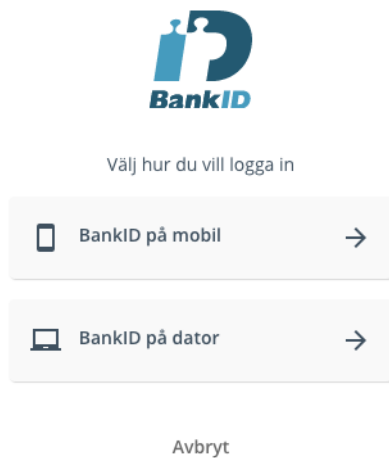 BankID
Välj hur du vill logga in
BankID på mobil
BankID på dator
Avbryt